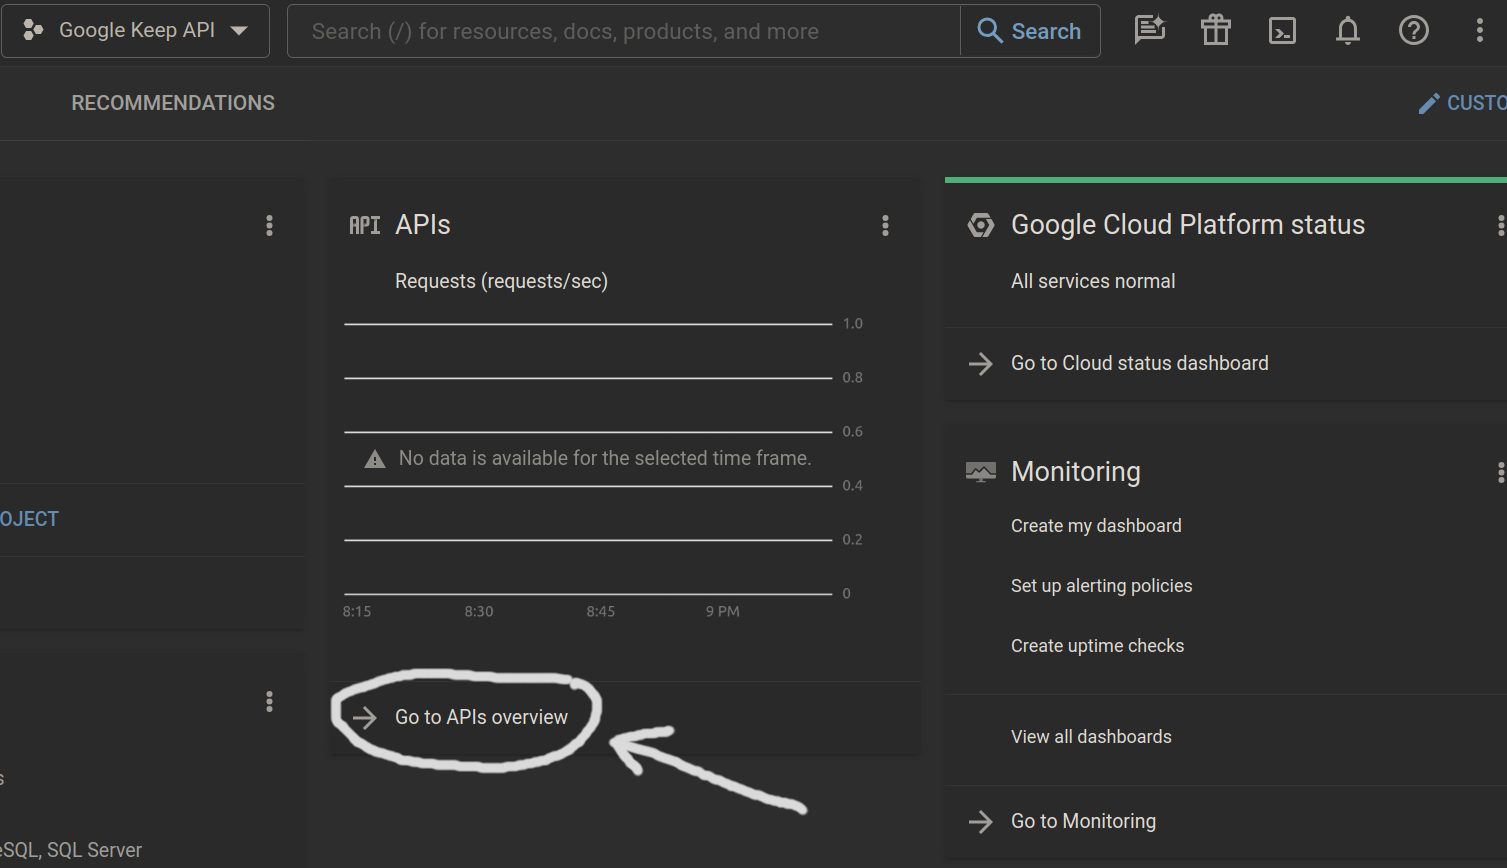 Google Keep API
Search (/) for resources, docs, products, and more
Search
RECOMMENDATIONS
CUSTO
API APIs
Requests (requests/sec)
1.0
0.8
0.6
No data is available for the selected time frame.
0.4
0.2
0
8:15 8:30 8:45 9 PM
Go to APIs overview
Google Cloud Platform status
All services normal
Go to Cloud status dashboard
Monitoring
Create my dashboard
Set up alerting policies
Create uptime checks
View all dashboards
Go to Monitoring
OJECT
s
eSQL, SQL Server